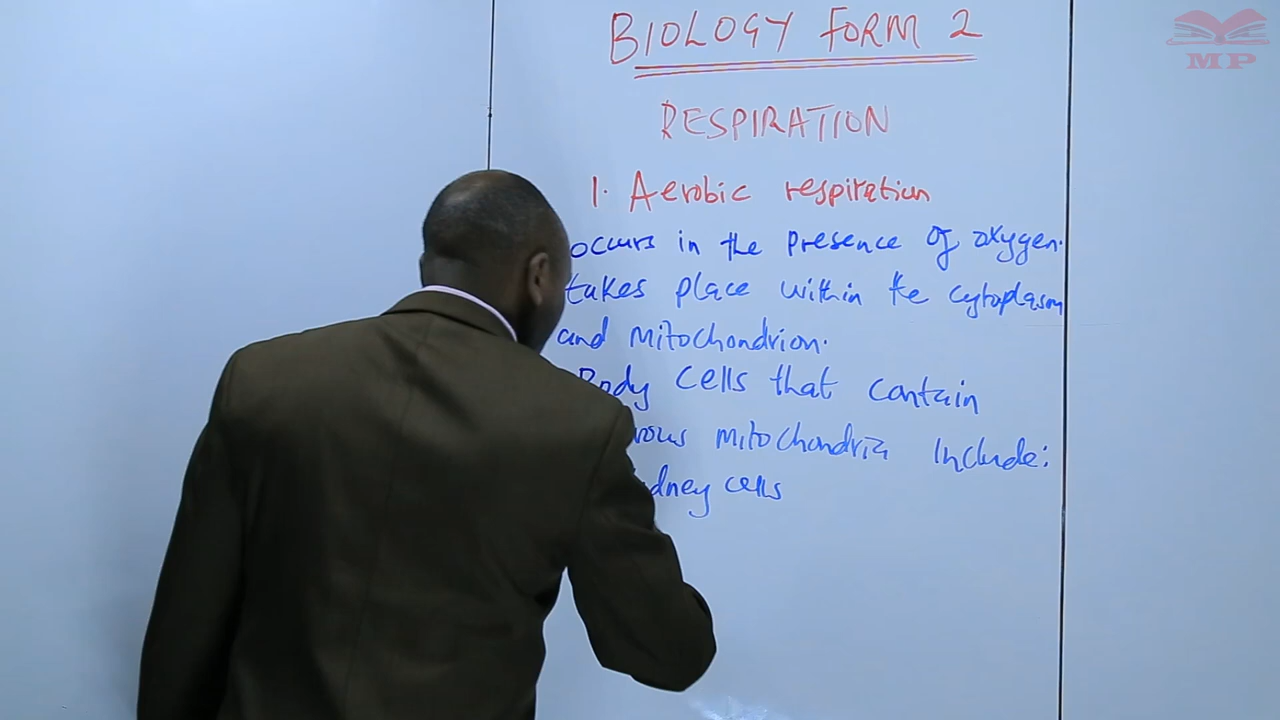 BIOLOGY FORM 2
MP
RESPIRATION
1. Aerobic respiration
occurs in the presence of oxygen.
takes place within the cytoplasm
and mitochondrion.
Body cells that contain
mitochondria include:
cells